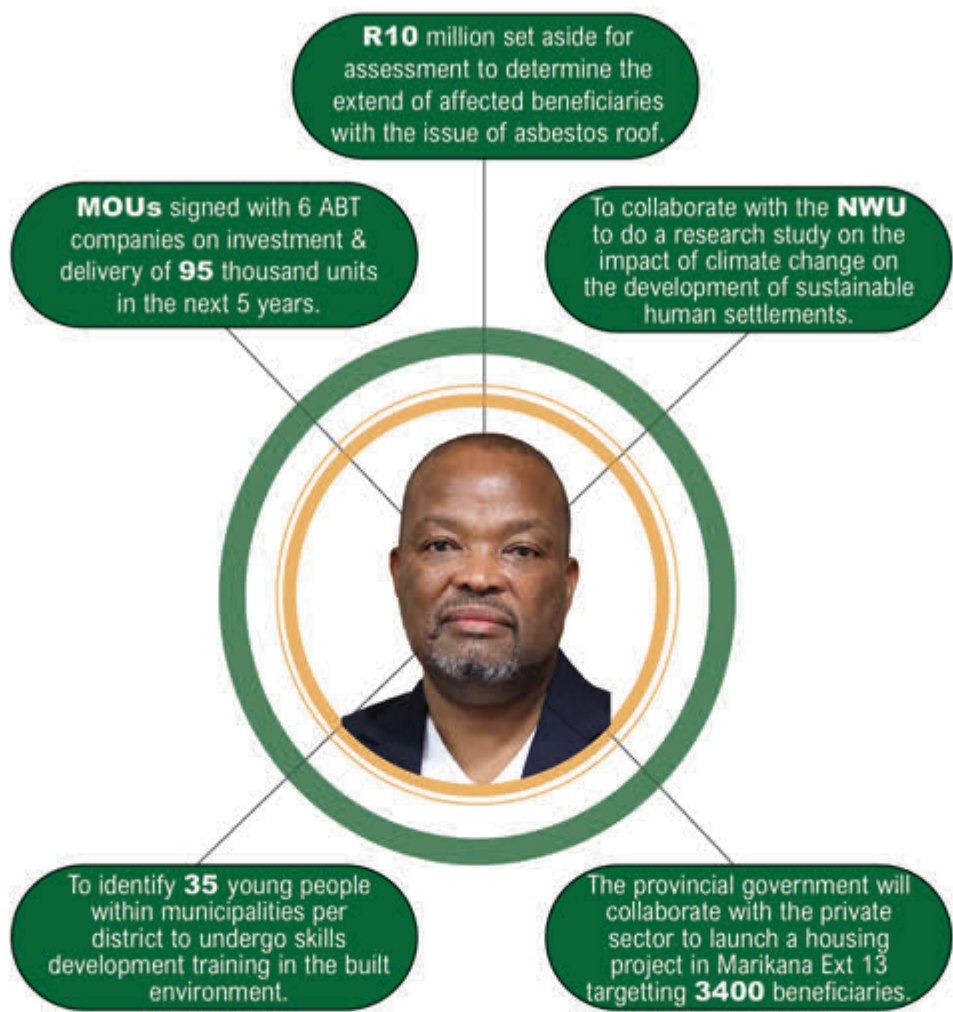 R10 million set aside for
assessment to determine the
extend of affected beneficiaries
with the issue of asbestos roof.
MOUs signed with 6 ABT
companies on investment &
delivery of 95 thousand units
in the next 5 years.
To collaborate with the NWU
to do a research study on the
impact of climate change on
the development of sustainable
human settlements.
To identify 35 young people
within municipalities per
district to undergo skills
development training in the built
environment.
The provincial government will
collaborate with the private
sector to launch a housing
project in Marikana Ext 13
targetting 3400 beneficiaries.